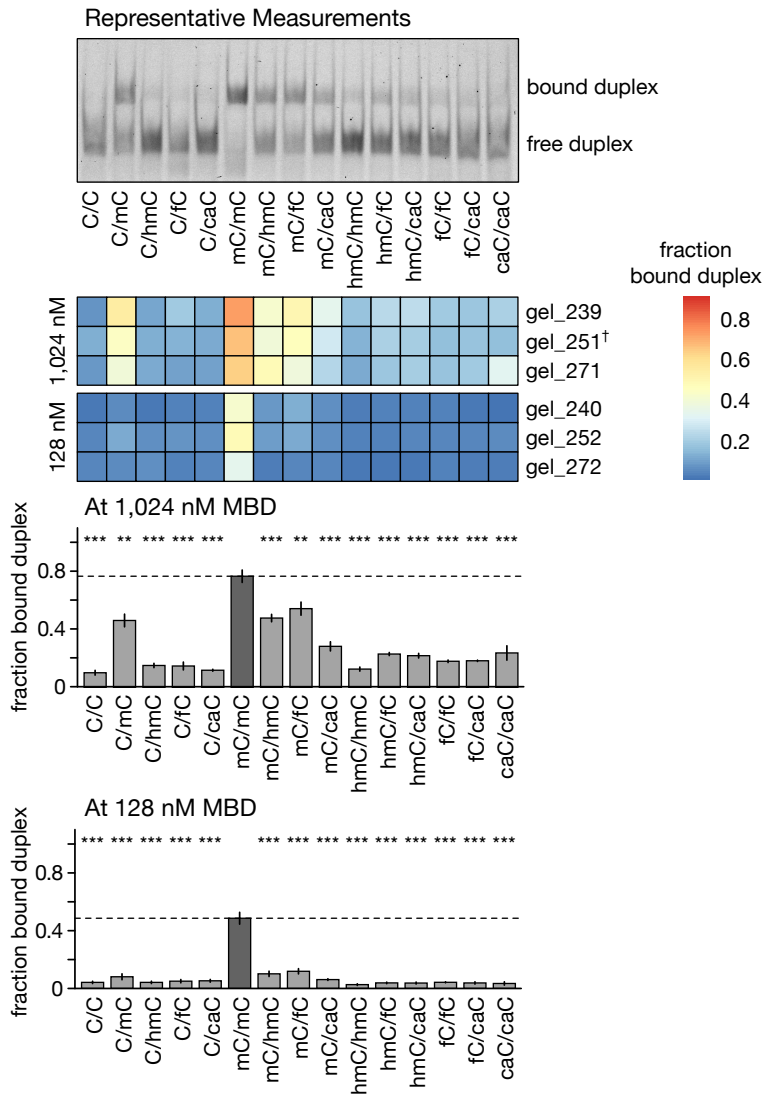 Representative Measurements
bound duplex
free duplex
C/C
C/mC
C/hmC
C/fC
C/caC
mC/mC
mC/hmC
mC/fC
mC/caC
hmC/hmC
hmC/fC
hmC/caC
fC/fC
fC/caC
caC/caC
fraction
bound duplex
0.8
0.6
0.4
0.2
1,024 nM
gel_239
gel_251†
gel_271
128 nM
gel_240
gel_252
gel_272
At 1,024 nM MBD
fraction bound duplex
*** ** *** *** *** *** ** *** *** *** *** *** *** ***
0.8
0.4
0
C/C
C/mC
C/hmC
C/fC
C/caC
mC/mC
mC/hmC
mC/fC
mC/caC
hmC/hmC
hmC/fC
hmC/caC
fC/fC
fC/caC
caC/caC
At 128 nM MBD
fraction bound duplex
*** *** *** *** *** *** *** *** *** *** *** *** *** ***
0.8
0.4
0
C/C
C/mC
C/hmC
C/fC
C/caC
mC/mC
mC/hmC
mC/fC
mC/caC
hmC/hmC
hmC/fC
hmC/caC
fC/fC
fC/caC
caC/caC